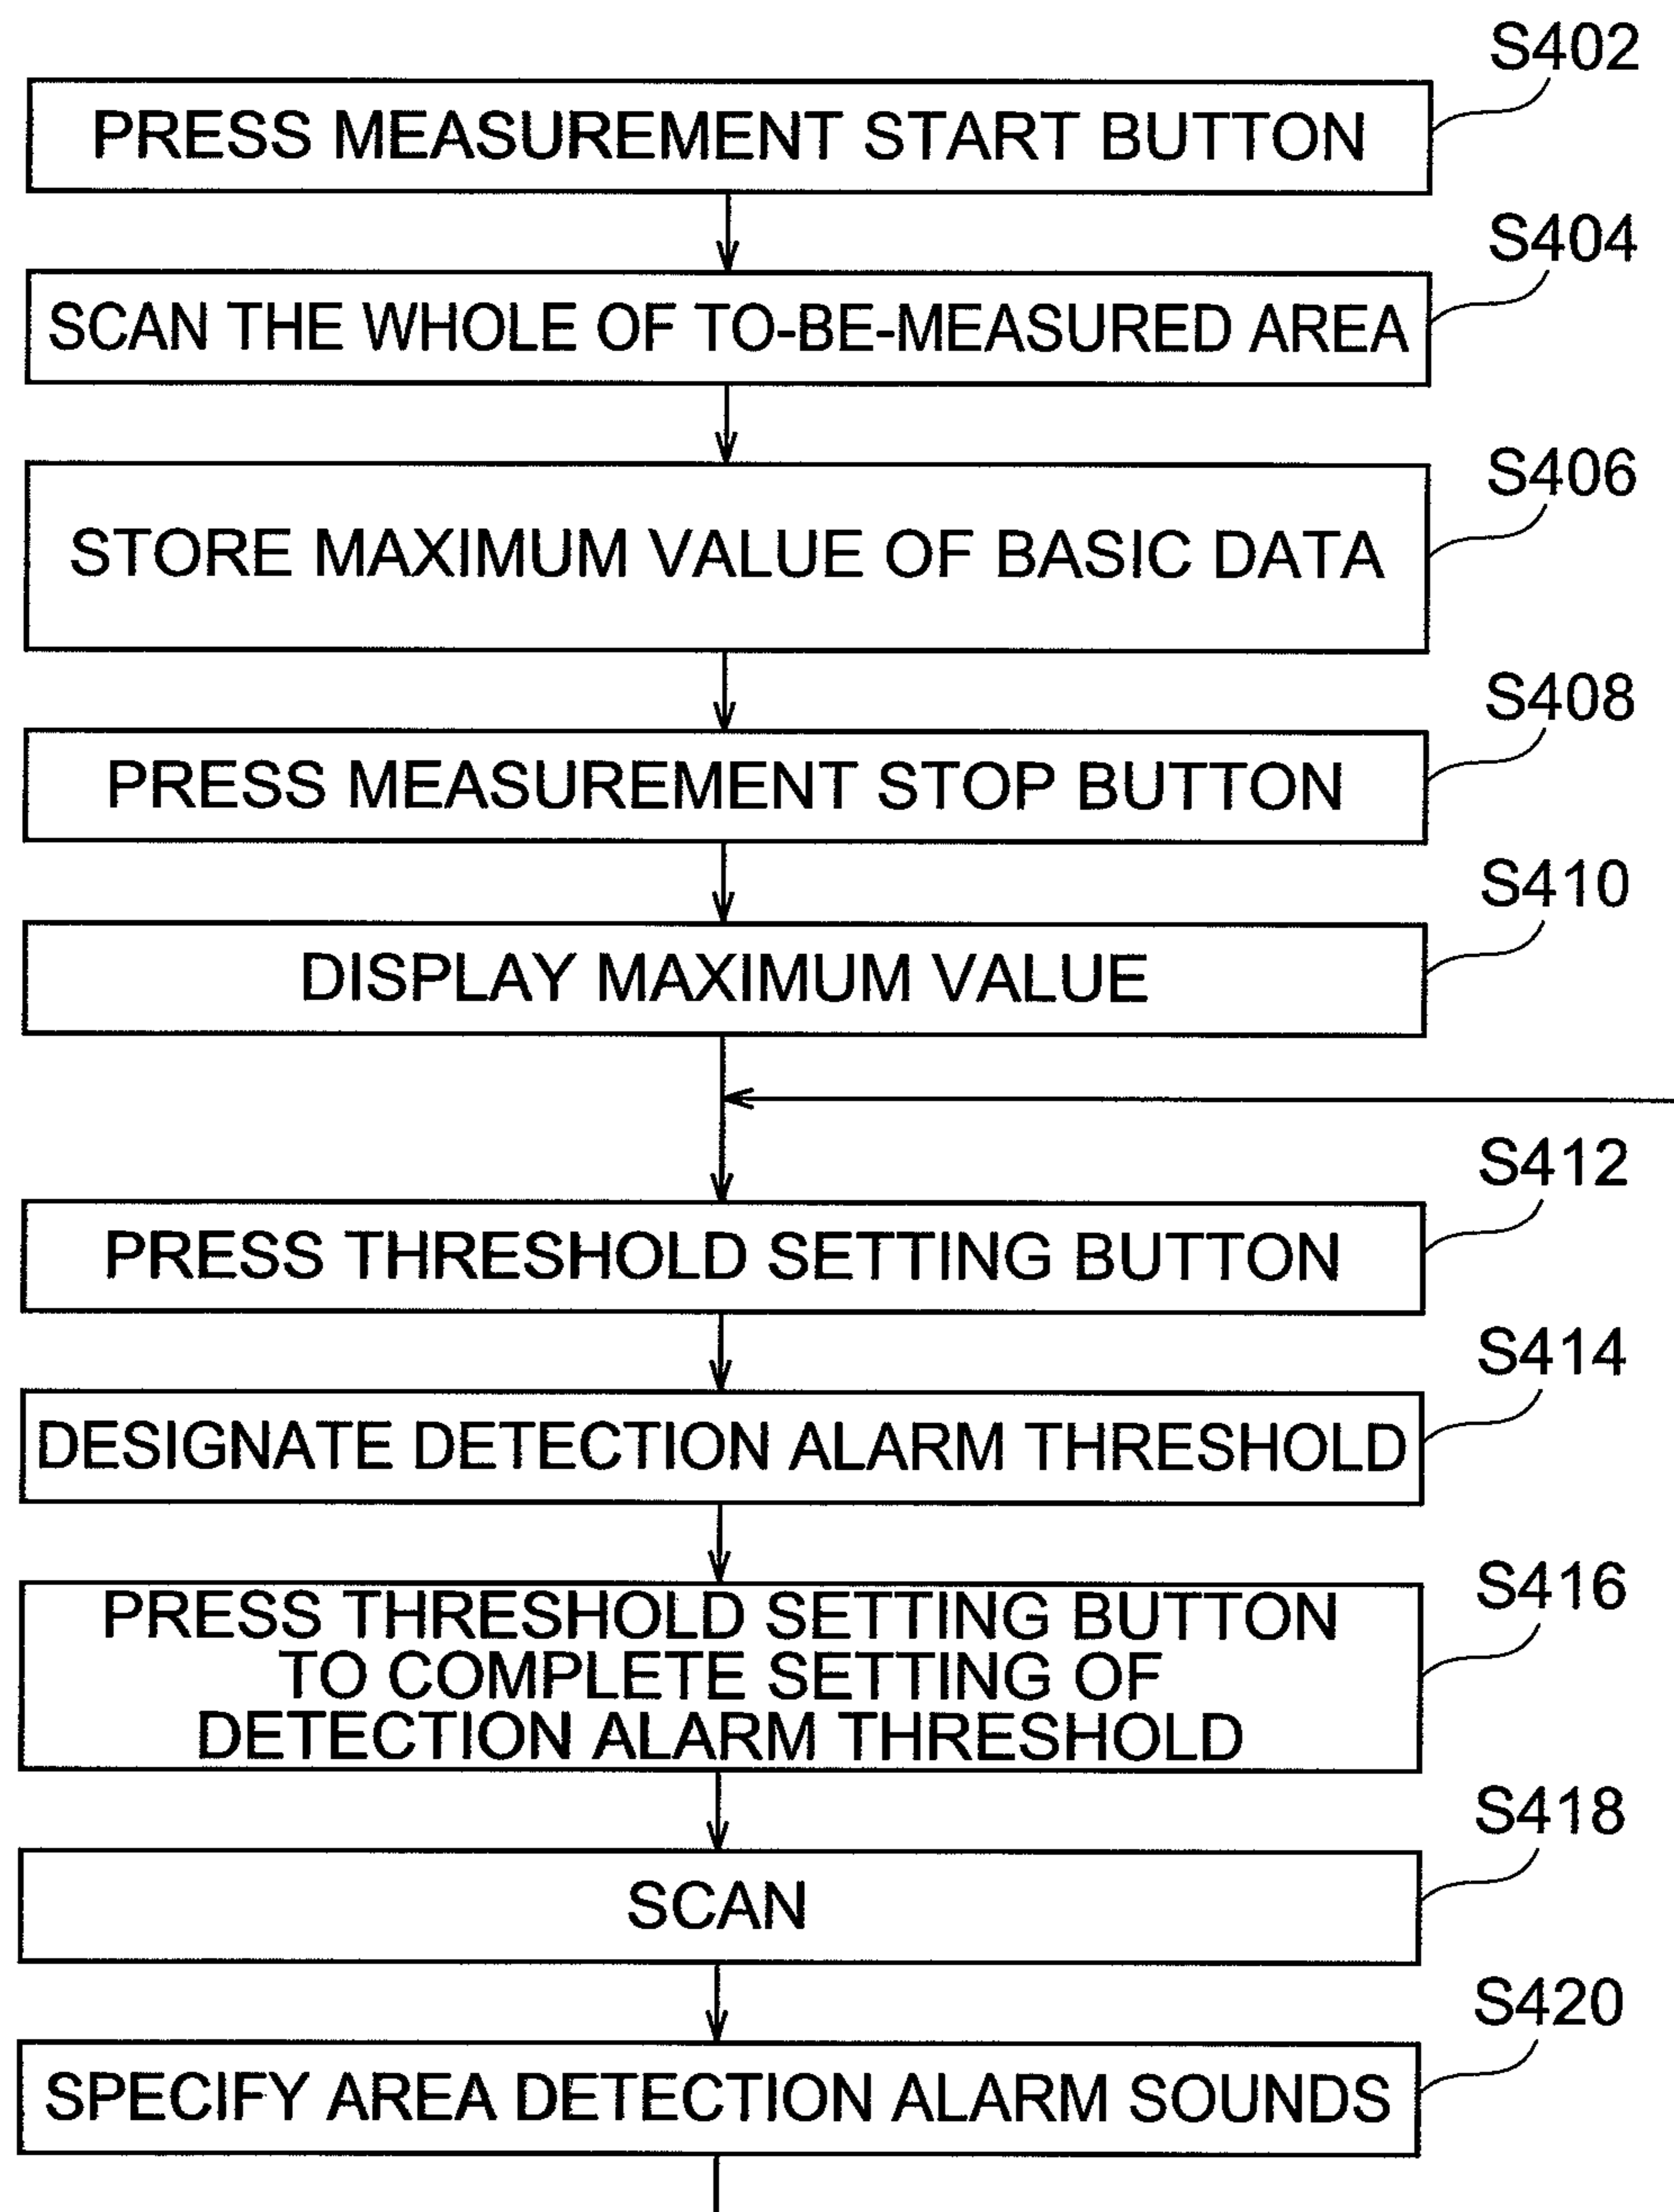 S402
PRESS MEASUREMENT START BUTTON
S404
SCAN THE WHOLE OF TO-BE-MEASURED AREA
S406
STORE MAXIMUM VALUE OF BASIC DATA
S408
PRESS MEASUREMENT STOP BUTTON
S410
DISPLAY MAXIMUM VALUE
S412
PRESS THRESHOLD SETTING BUTTON
S414
DESIGNATE DETECTION ALARM THRESHOLD
S416
PRESS THRESHOLD SETTING BUTTON
TO COMPLETE SETTING OF
DETECTION ALARM THRESHOLD
S418
SCAN
S420
SPECIFY AREA DETECTION ALARM SOUNDS